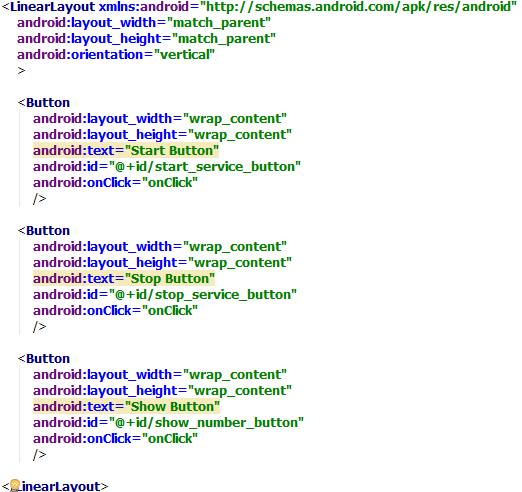 <LinearLayout xmlns:android="http://schemas.android.com/apk/res/android"
android:layout_width="match_parent"
android:layout_height="match_parent"
android:orientation="vertical"
>
<Button
android:layout_width="wrap_content"
android:layout_height="wrap_content"
android:text="Start Button"
android:id="@+id/start_service_button"
android:onClick="onClick"
/>
<Button
android:layout_width="wrap_content"
android:layout_height="wrap_content"
android:text="Stop Button"
android:id="@+id/stop_service_button"
android:onClick="onClick"
/>
<Button
android:layout_width="wrap_content"
android:layout_height="wrap_content"
android:text="Show Button"
android:id="@+id/show_number_button"
android:onClick="onClick"
/>
</LinearLayout>